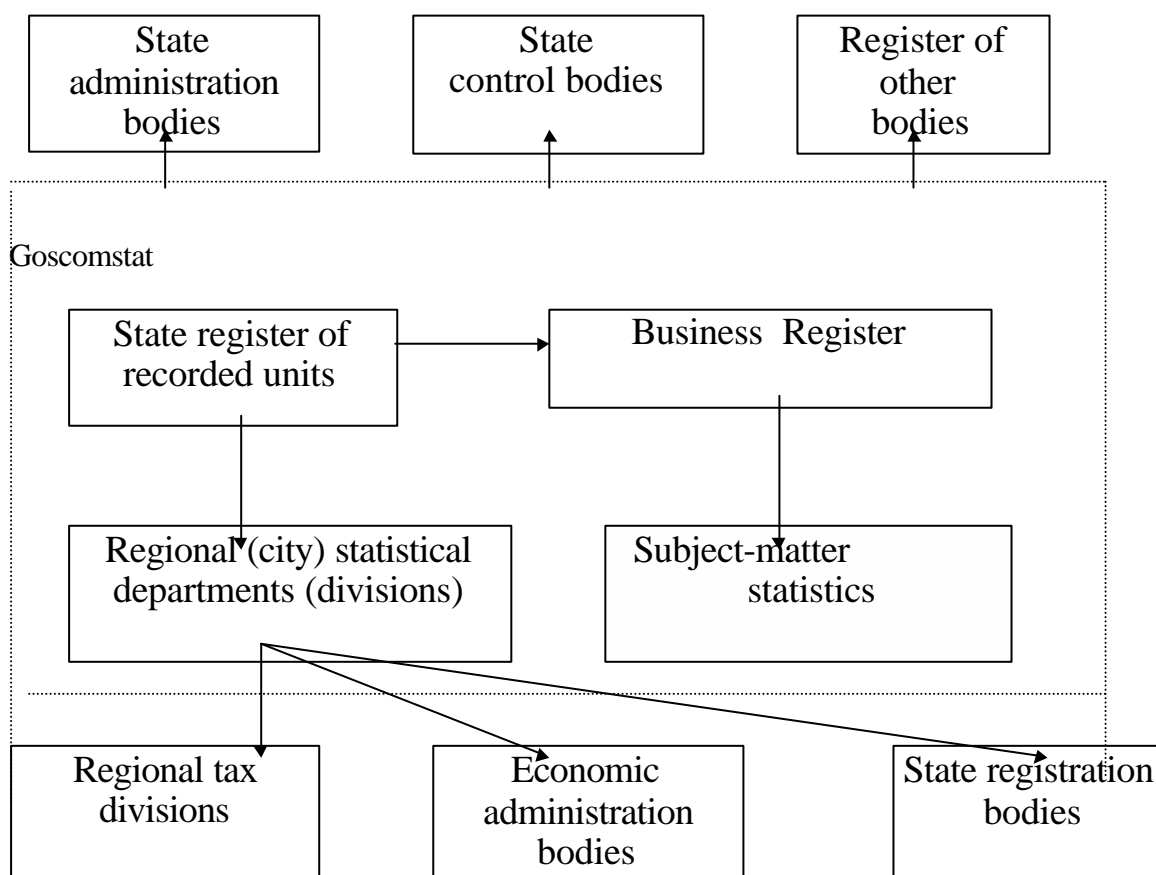 State
administration
bodies
State
control bodies
Register of
other
bodies
Goscomstat
State register of
recorded units
Business Register
Regional (city) statistical
departments (divisions)
Subject-matter
statistics
Regional tax
divisions
Economic
administration
bodies
State registration
bodies